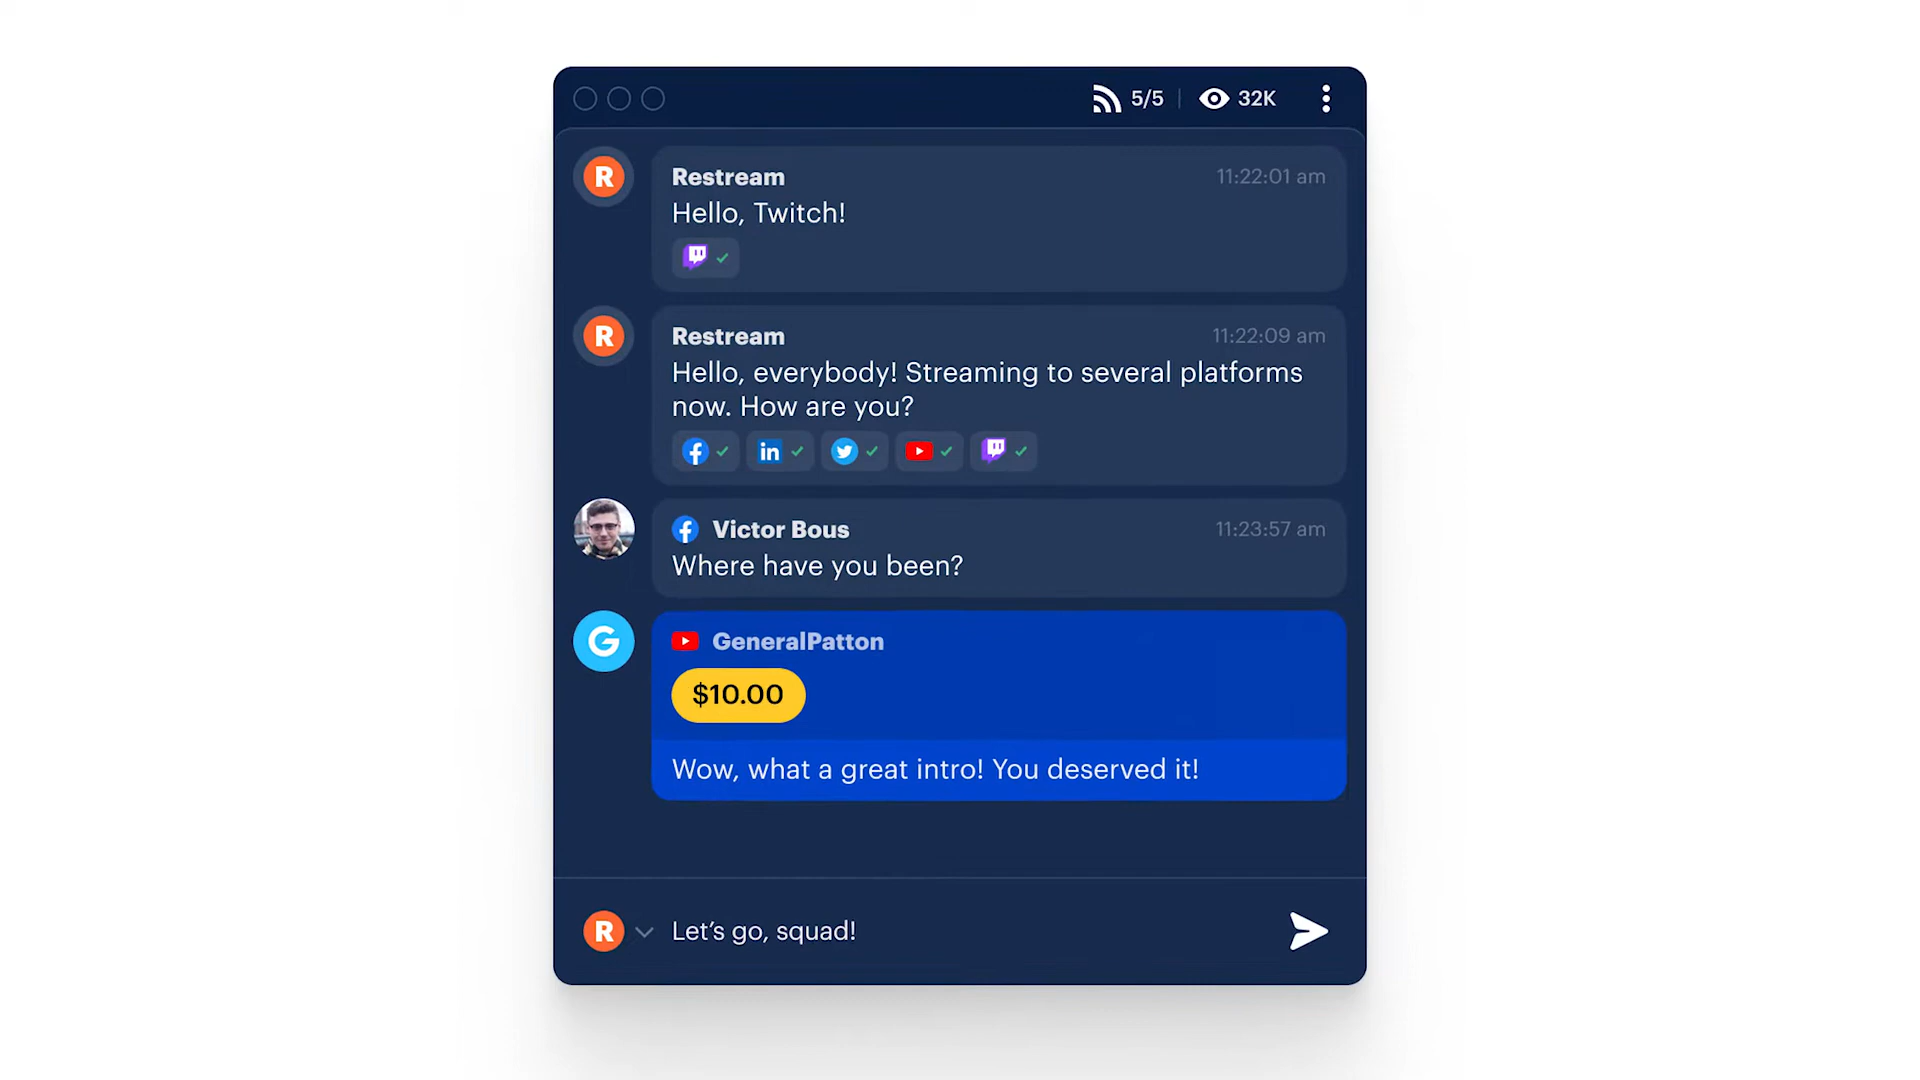 5/5 32K
R Restream 11:22:01 am
Hello, Twitch!
R Restream 11:22:09 am
Hello, everybody! Streaming to several platforms
now. How are you?
in
Victor Bous 11:23:57 am
Where have you been?
G GeneralPatton
$10.00
Wow, what a great intro! You deserved it!
R Let’s go, squad!